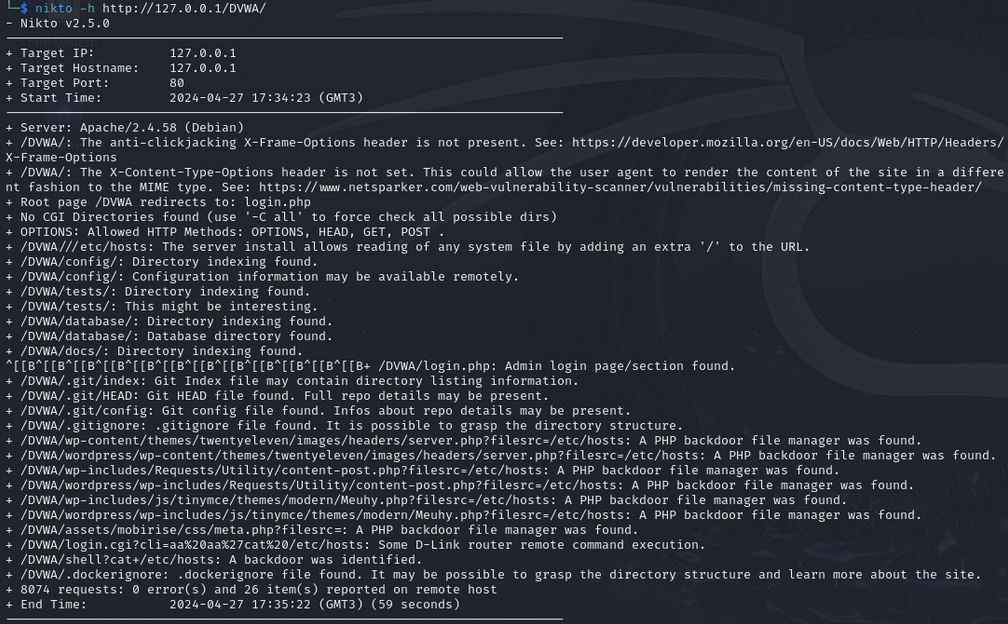 └─$ nikto -h http://127.0.0.1/DVWA/
- Nikto v2.5.0
+ Target IP:          127.0.0.1
+ Target Hostname:    127.0.0.1
+ Target Port:        80
+ Start Time:         2024-04-27 17:34:23 (GMT3)
+ Server: Apache/2.4.58 (Debian)
+ /DVWA/: The anti-clickjacking X-Frame-Options header is not present. See: https://developer.mozilla.org/en-US/docs/Web/HTTP/Headers/
X-Frame-Options
+ /DVWA/: The X-Content-Type-Options header is not set. This could allow the user agent to render the content of the site in a differe
nt fashion to the MIME type. See: https://www.netsparker.com/web-vulnerability-scanner/vulnerabilities/missing-content-type-header/
+ Root page /DVWA redirects to: login.php
+ No CGI Directories found (use '-C all' to force check all possible dirs)
+ OPTIONS: Allowed HTTP Methods: OPTIONS, HEAD, GET, POST .
+ /DVWA///etc/hosts: The server install allows reading of any system file by adding an extra '/' to the URL.
+ /DVWA/config/: Directory indexing found.
+ /DVWA/config/: Configuration information may be available remotely.
+ /DVWA/tests/: Directory indexing found.
+ /DVWA/tests/: This might be interesting.
+ /DVWA/database/: Directory indexing found.
+ /DVWA/database/: Database directory found.
+ /DVWA/docs/: Directory indexing found.
^[[B^[[B^[[B^[[B^[[B^[[B^[[B^[[B^[[B^[[B^[[B^[[B+ /DVWA/login.php: Admin login page/section found.
+ /DVWA/.git/index: Git Index file may contain directory listing information.
+ /DVWA/.git/HEAD: Git HEAD file found. Full repo details may be present.
+ /DVWA/.git/config: Git config file found. Infos about repo details may be present.
+ /DVWA/.gitignore: .gitignore file found. It is possible to grasp the directory structure.
+ /DVWA/wp-content/themes/twentyeleven/images/headers/server.php?filesrc=/etc/hosts: A PHP backdoor file manager was found.
+ /DVWA/wordpress/wp-content/themes/twentyeleven/images/headers/server.php?filesrc=/etc/hosts: A PHP backdoor file manager was found.
+ /DVWA/wp-includes/Requests/Utility/content-post.php?filesrc=/etc/hosts: A PHP backdoor file manager was found.
+ /DVWA/wordpress/wp-includes/Requests/Utility/content-post.php?filesrc=/etc/hosts: A PHP backdoor file manager was found.
+ /DVWA/wp-includes/js/tinymce/themes/modern/Meuhy.php?filesrc=/etc/hosts: A PHP backdoor file manager was found.
+ /DVWA/wordpress/wp-includes/js/tinymce/themes/modern/Meuhy.php?filesrc=/etc/hosts: A PHP backdoor file manager was found.
+ /DVWA/assets/mobirise/css/meta.php?filesrc=: A PHP backdoor file manager was found.
+ /DVWA/login.cgi?cli=aa%20aa%27cat%20/etc/hosts: Some D-Link router remote command execution.
+ /DVWA/shell?cat+/etc/hosts: A backdoor was identified.
+ /DVWA/.dockerignore: .dockerignore file found. It may be possible to grasp the directory structure and learn more about the site.
+ 8074 requests: 0 error(s) and 26 item(s) reported on remote host
+ End Time:           2024-04-27 17:35:22 (GMT3) (59 seconds)